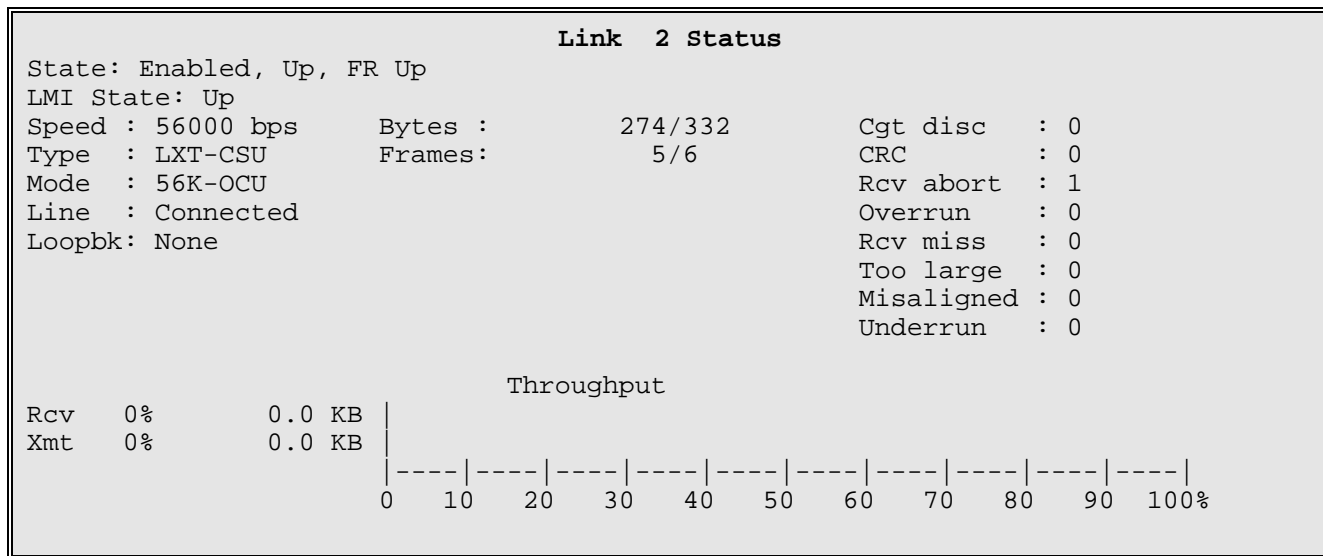 Link  2 Status
State: Enabled, Up, FR Up
LMI State: Up
Speed : 56000 bps     Bytes :        274/332        Cgt disc   : 0
Type  : LXT-CSU       Frames:          5/6          CRC        : 0
Mode  : 56K-OCU                                     Rcv abort  : 1
Line  : Connected                                   Overrun    : 0
Loopbk: None                                        Rcv miss   : 0
                                                    Too large  : 0
                                                    Misaligned : 0
                                                    Underrun   : 0
Throughput
Rcv   0%        0.0 KB |
Xmt   0%        0.0 KB |
|----|----|----|----|----|----|----|----|----|----|
0   10   20   30   40   50   60   70   80   90  100%